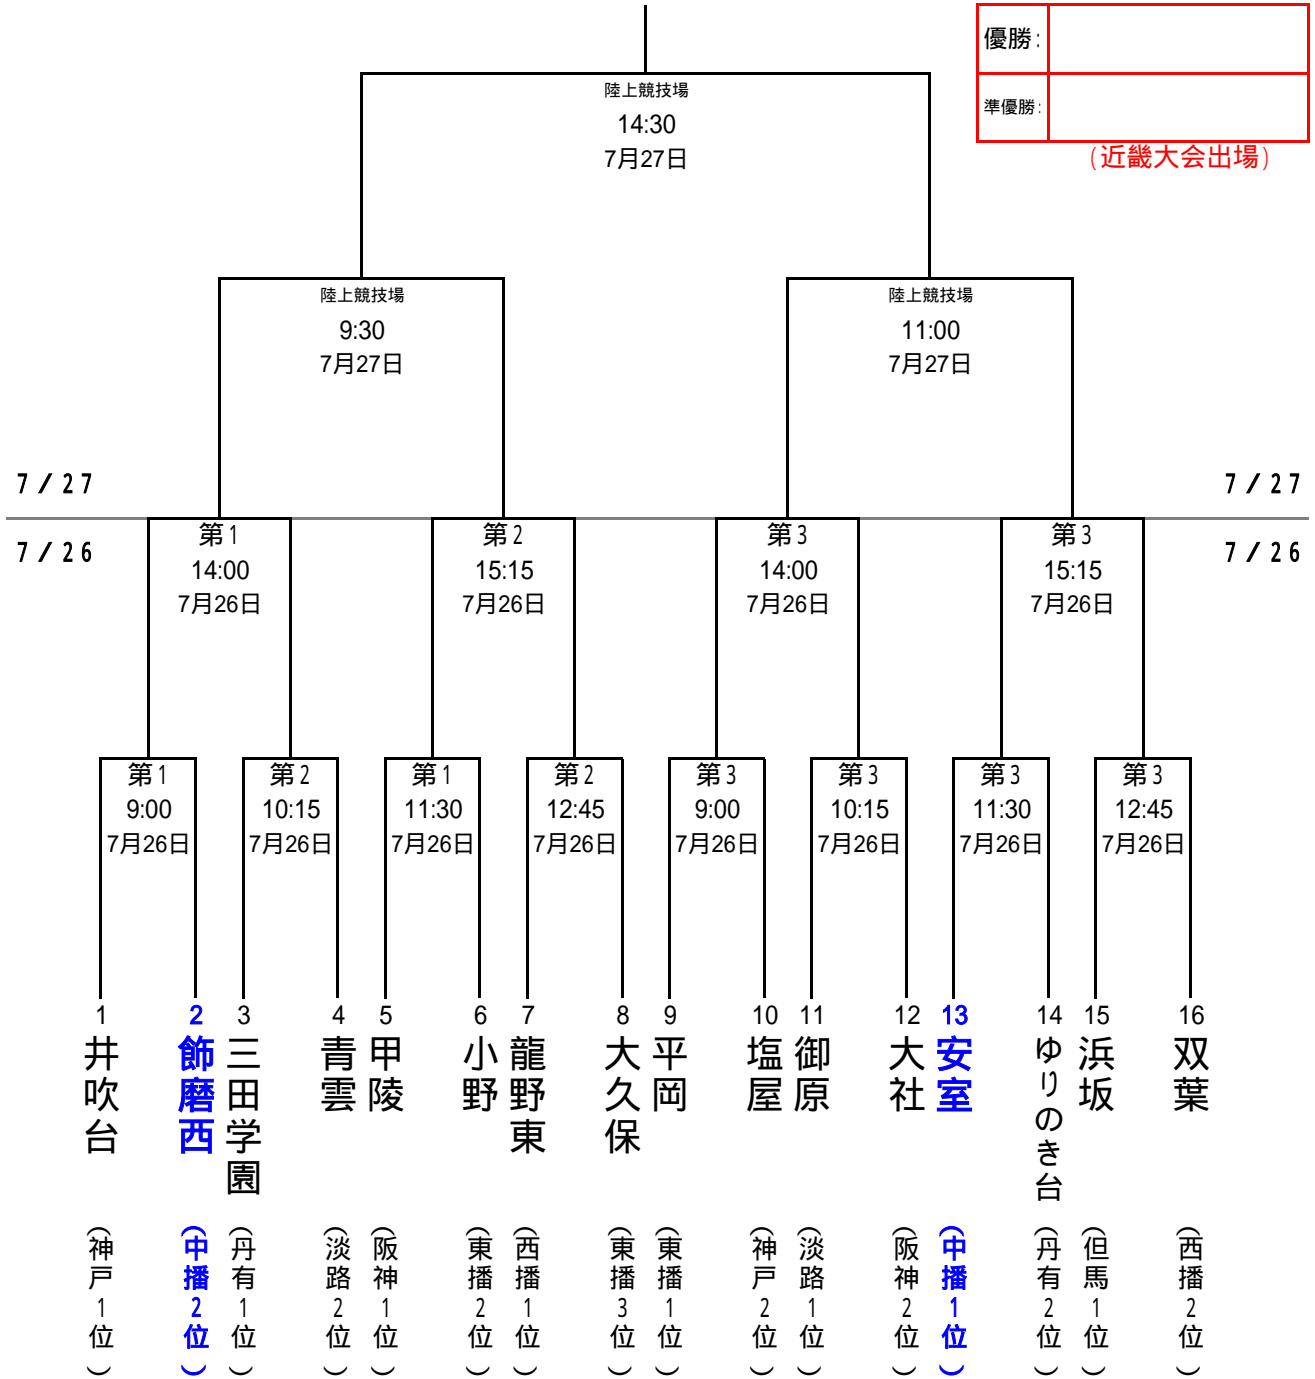 優勝:
準優勝:
(近畿大会出場)
陸上競技場
14:30
7月27日
陸上競技場
9:30
7月27日
陸上競技場
11:00
7月27日
7/27
7/27
7/26
7/26
第1
14:00
7月26日
第2
15:15
7月26日
第3
14:00
7月26日
第3
15:15
7月26日
第1
9:00
7月26日
第2
10:15
7月26日
第1
11:30
7月26日
第2
12:45
7月26日
第3
9:00
7月26日
第3
10:15
7月26日
第3
11:30
7月26日
第3
12:45
7月26日
1
井吹台
(神戸1位)
2
飾磨西
(中播2位)
3
三田学園
(丹有1位)
4
青雲
(淡路2位)
5
甲陵
(阪神1位)
6
小野
(東播2位)
7
龍野東
(西播1位)
8
大久保
(東播3位)
9
平岡
(東播1位)
10
塩屋
(神戸2位)
11
御原
(淡路1位)
12
大社
(阪神2位)
13
安室
(中播1位)
14
ゆりのき台
(丹有2位)
15
浜坂
(但馬1位)
16
双葉
(西播2位)